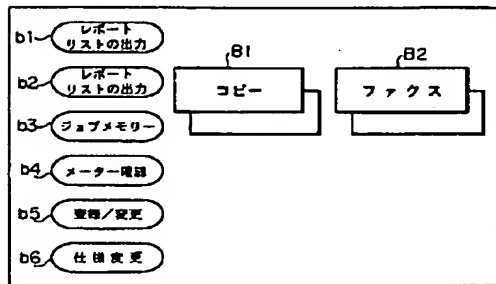 b1 レポート
リストの出力
b2 レポート
リストの出力
b3 ジョブメモリー
b4 メーター確認
b5 登録/変更
b6 仕様変更
B1
コピー
B2
ファクス